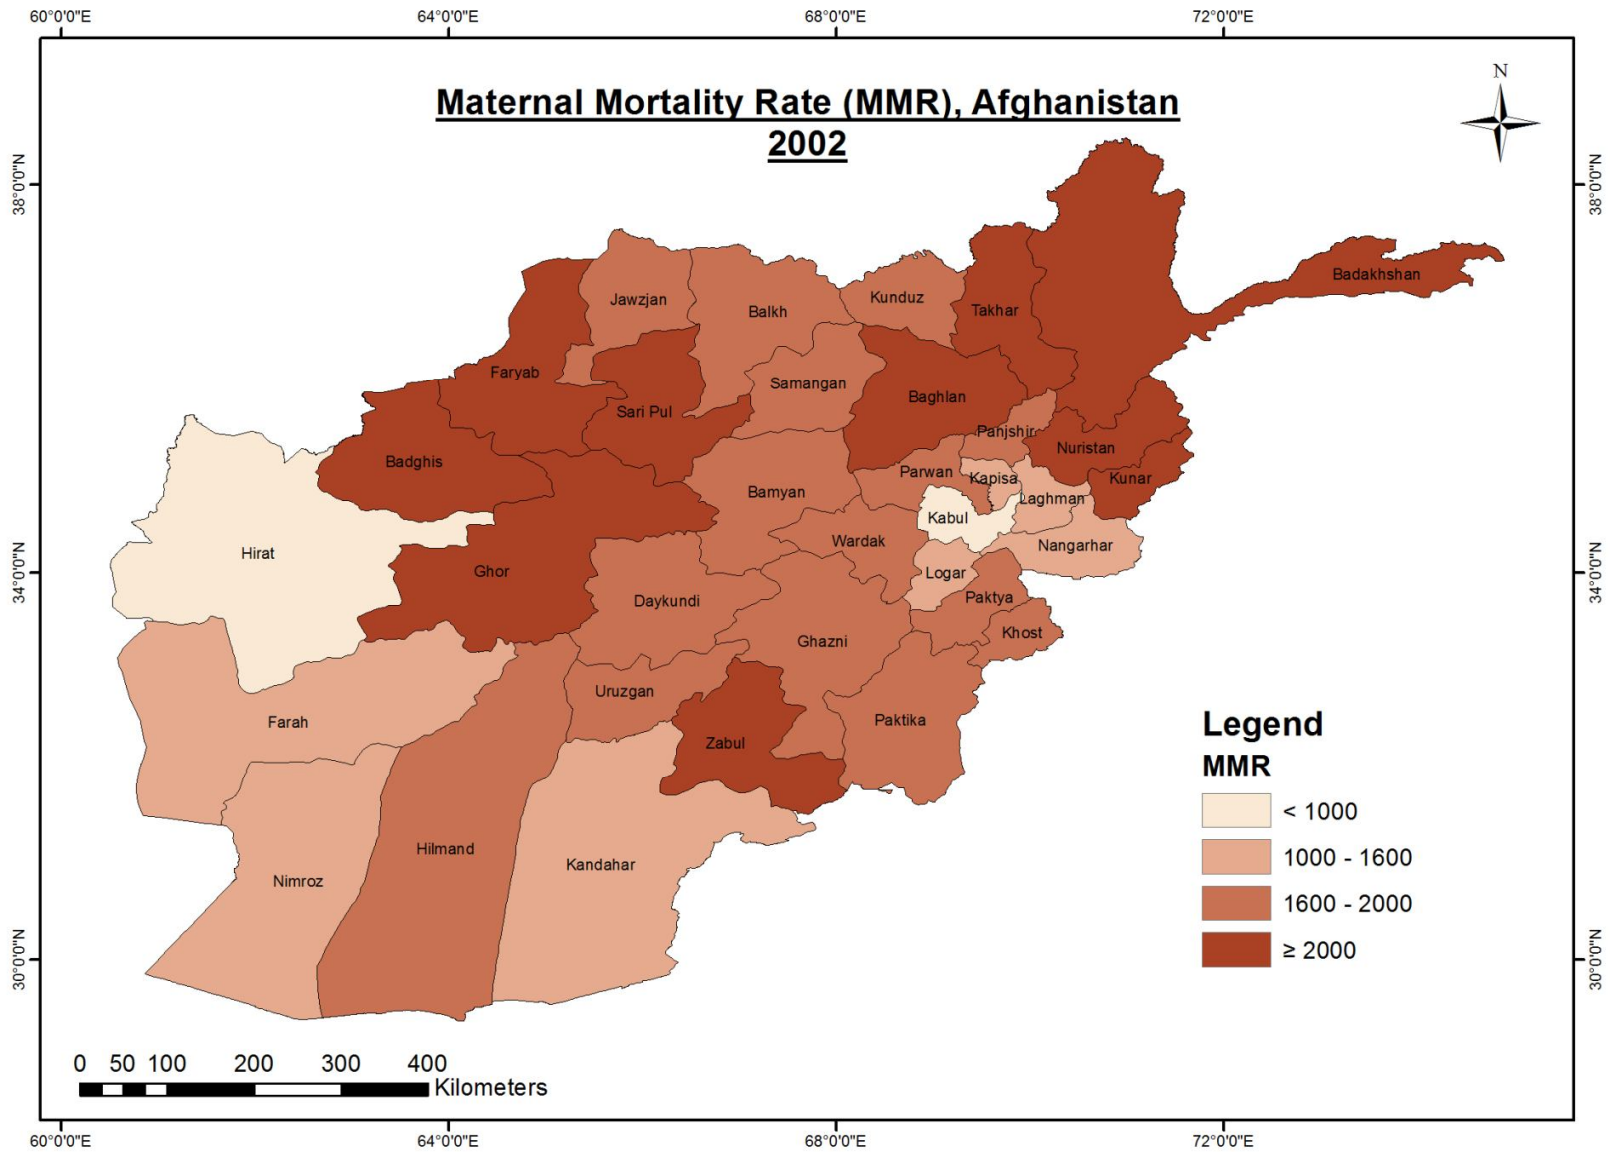 60°0'0"E 64°0'0"E 68°0'0"E 72°0'0"E
N
Maternal Mortality Rate (MMR), Afghanistan
2002
38°0'0"N 38°0'0"N
Badakhshan
Jawzjan
Kunduz
Balkh
Takhar
Faryab
Samangan
Baghlan
Sari Pul
Panjshir
Nuristan
Badghis
Parwan
Kapisa
Kunar
Bamyan
Laghman
Kabul
Wardak
Nangarhar
Hirat
34°0'0"N 34°0'0"N
Ghor
Logar
Daykundi
Paktya
Khost
Ghazni
Uruzgan
Farah
Paktika
Zabul
Legend
MMR
< 1000
1000 - 1600
1600 - 2000
≥ 2000
Hilmand
Kandahar
Nimroz
30°0'0"N 30°0'0"N
0 50 100 200 300 400
Kilometers
60°0'0"E 64°0'0"E 68°0'0"E 72°0'0"E